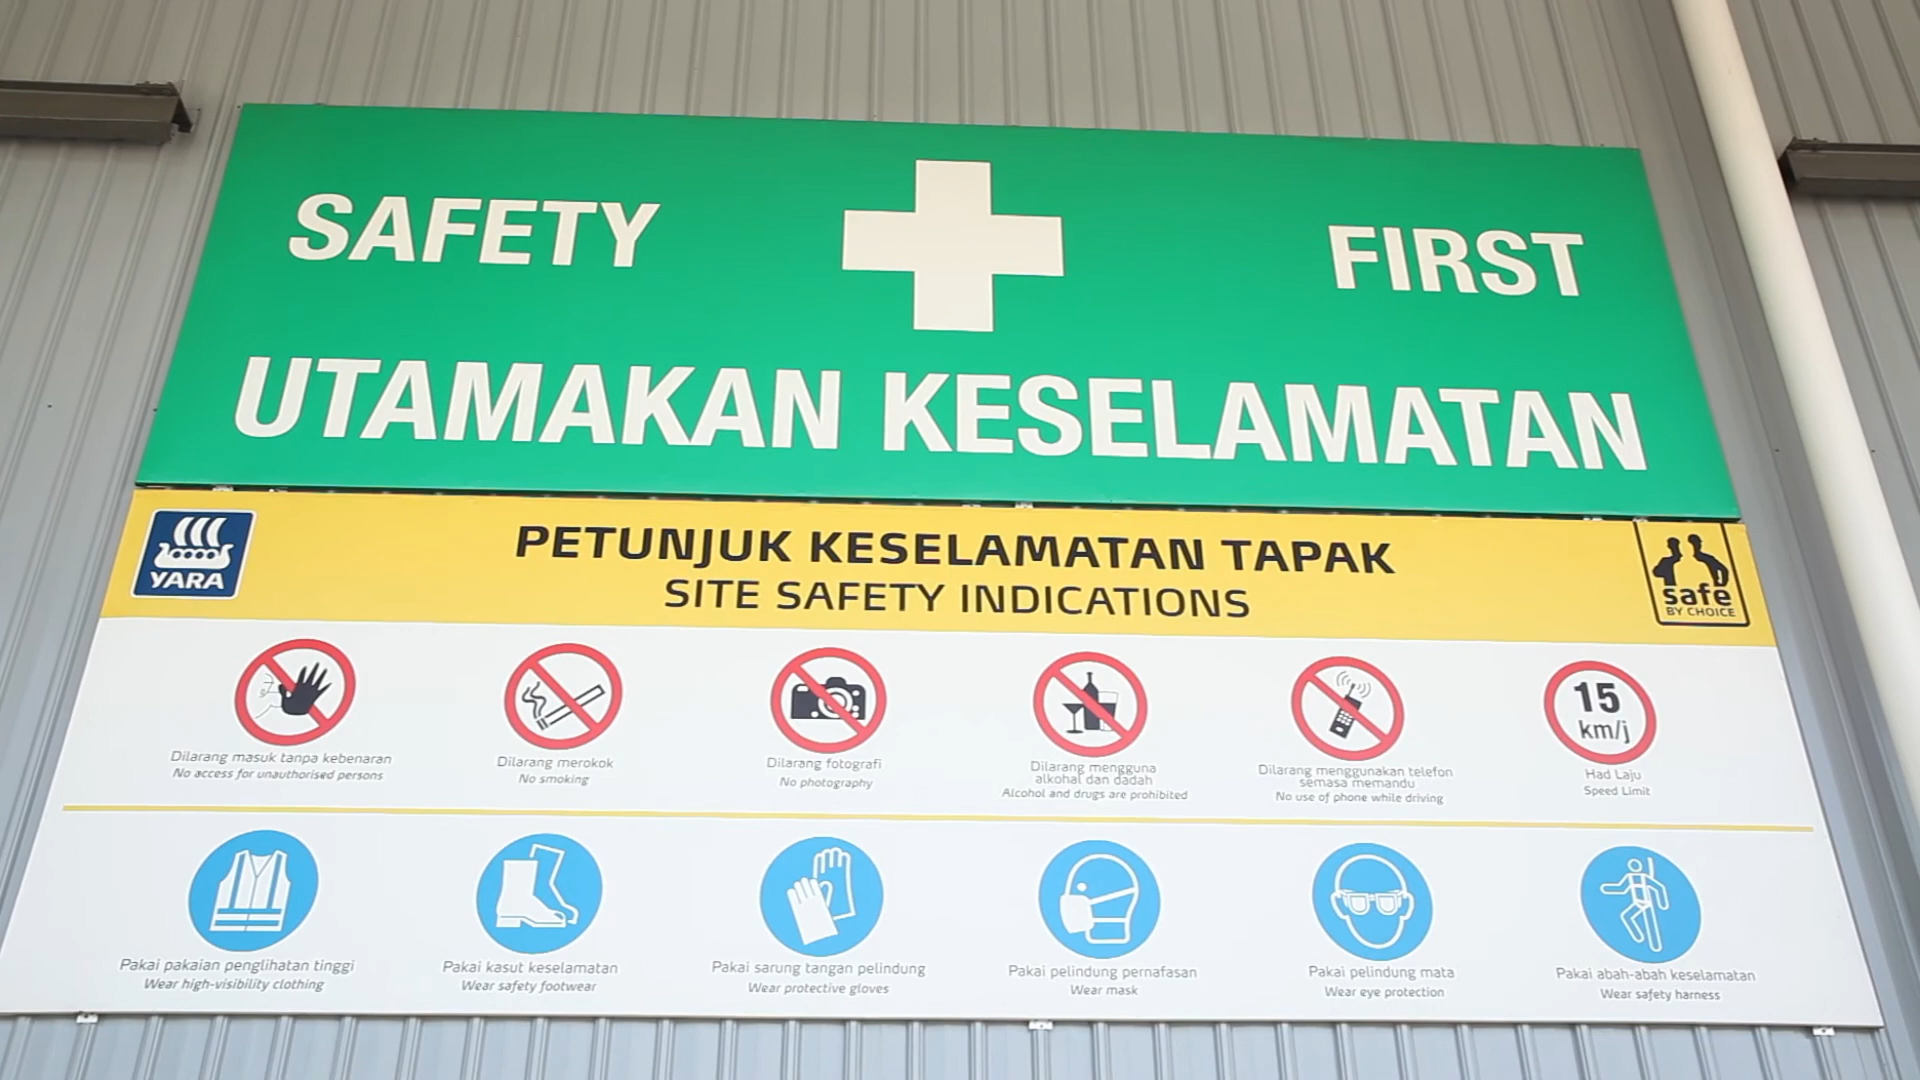 SAFETY FIRST
UTAMAKAN KESELAMATAN
YARA
PETUNJUK KESELAMATAN TAPAK
SITE SAFETY INDICATIONS
safe
BY CHOICE
Dilarang masuk tanpa kebenaran
No access for unauthorised persons
Dilarang merokok
No smoking
Dilarang fotografi
No photography
Dilarang mengguna
alkohal dan dadah
Alcohol and drugs are prohibited
Dilarang menggunakan telefon
semasa memandu
No use of phone while driving
15
km/j
Had Laju
Speed Limit
Pakai pakaian penglihatan tinggi
Wear high-visibility clothing
Pakai kasut keselamatan
Wear safety footwear
Pakai sarung tangan pelindung
Wear protective gloves
Pakai pelindung pernafasan
Wear mask
Pakai pelindung mata
Wear eye protection
Pakai abah-abah keselamatan
Wear safety harness